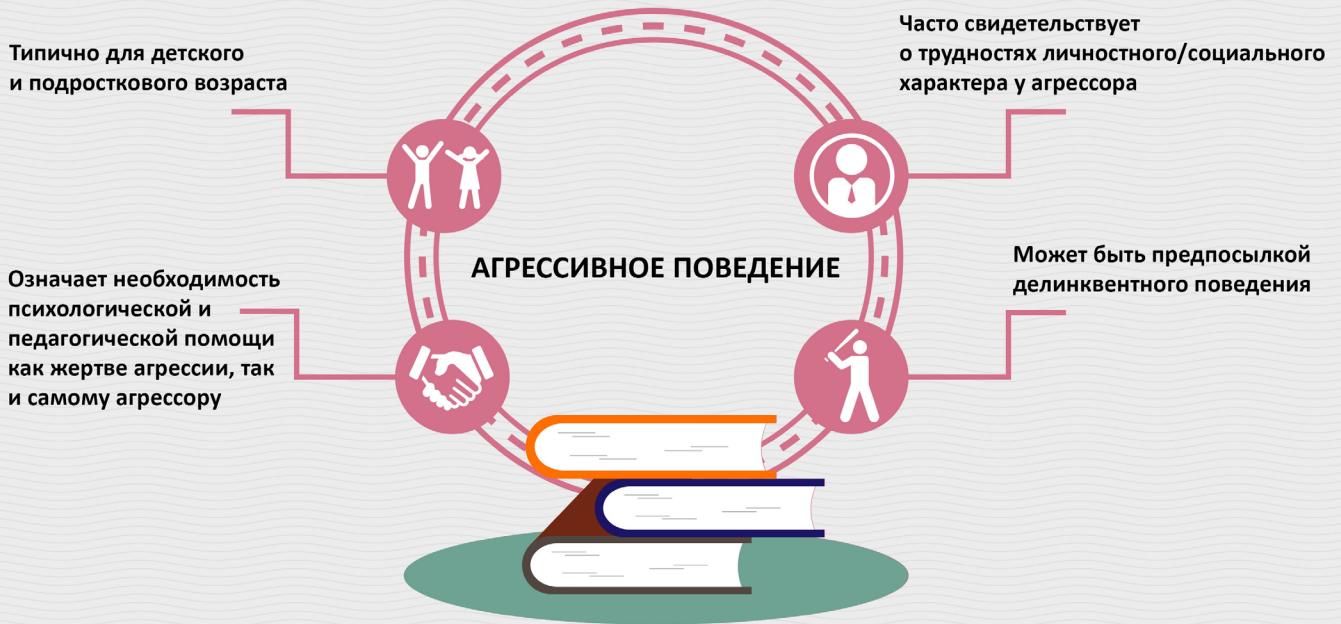 Типично для детского
и подросткового возраста
Часто свидетельствует
о трудностях личностного/социального
характера у агрессора
АГРЕССИВНОЕ ПОВЕДЕНИЕ
Означает необходимость
психологической и
педагогической помощи
как жертве агрессии, так
и самому агрессору
Может быть предпосылкой
делинквентного поведения